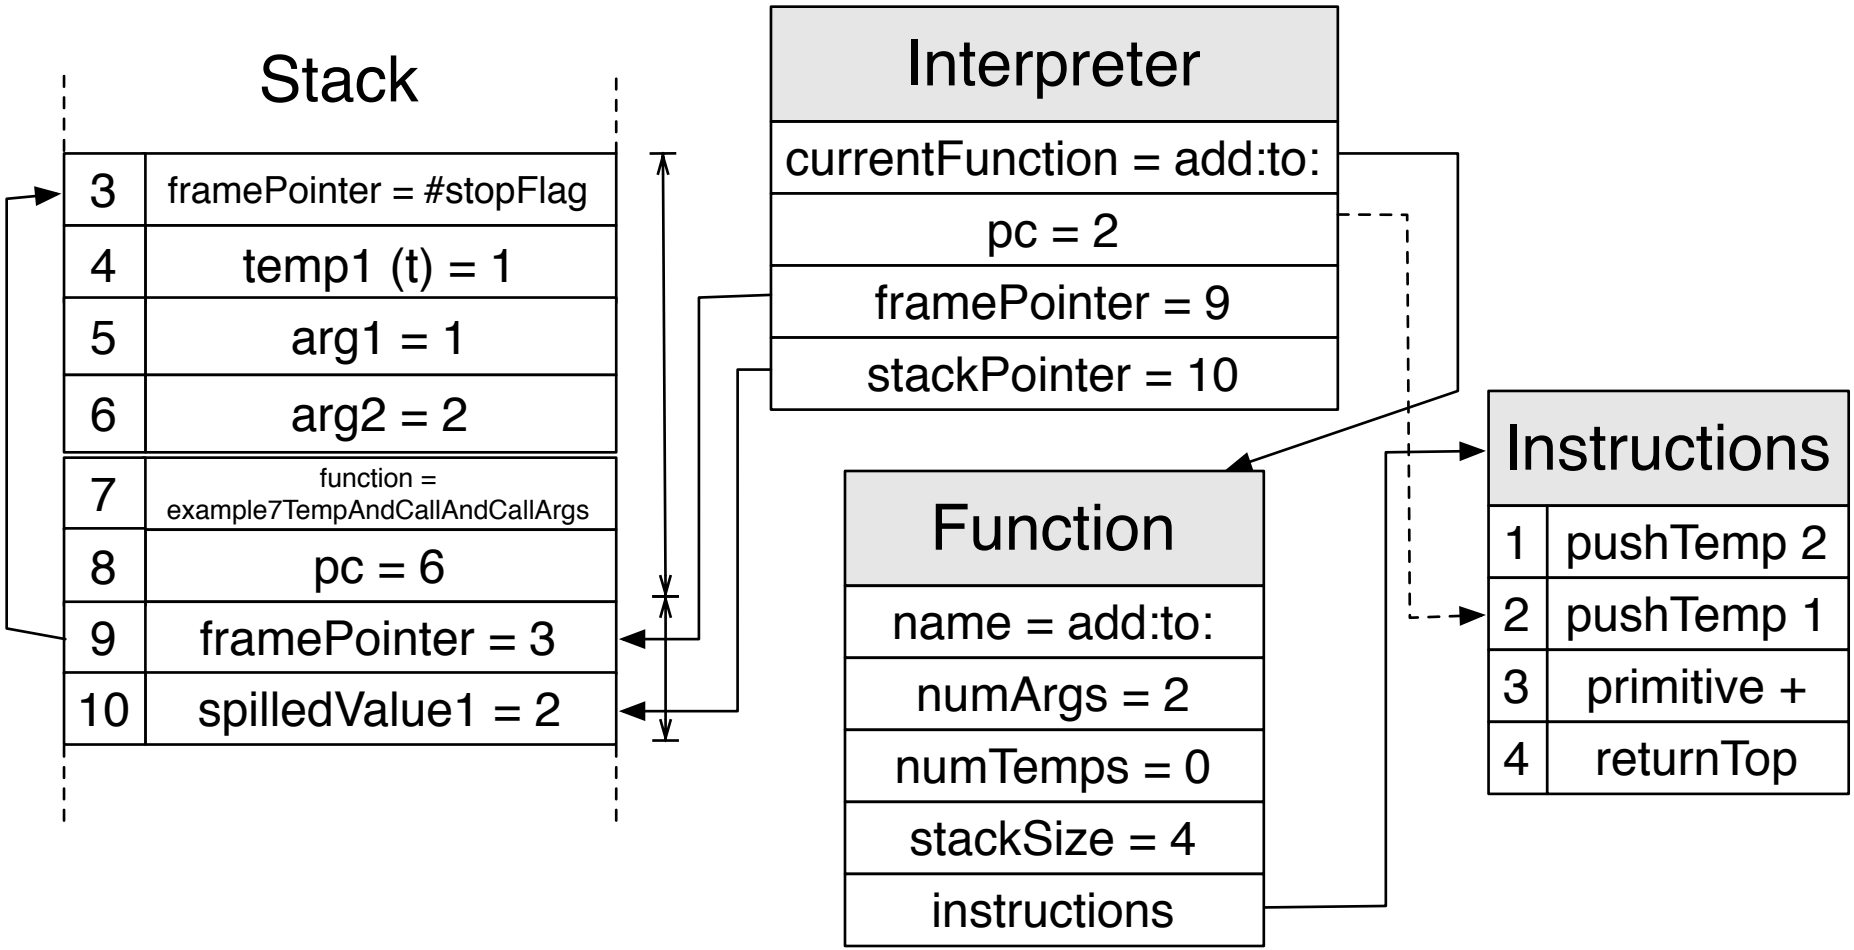 Stack
3 framePointer = #stopFlag
4 temp1 (t) = 1
5 arg1 = 1
6 arg2 = 2
7 function =
example7TempAndCallAndCallArgs
8 pc = 6
9 framePointer = 3
10 spilledValue1 = 2
Interpreter
currentFunction = add:to:
pc = 2
framePointer = 9
stackPointer = 10
Function
name = add:to:
numArgs = 2
numTemps = 0
stackSize = 4
instructions
Instructions
1 pushTemp 2
2 pushTemp 1
3 primitive +
4 returnTop